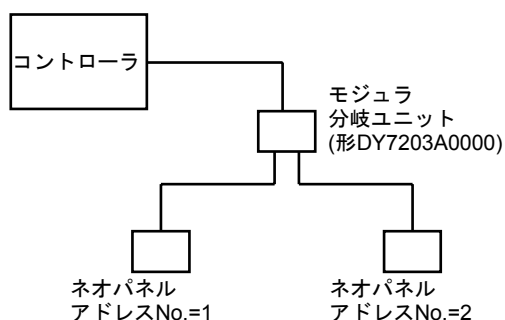 コントローラ
モジュラ
分岐ユニット
(形DY7203A0000)
ネオパネル
アドレスNo.=1
ネオパネル
アドレスNo.=2